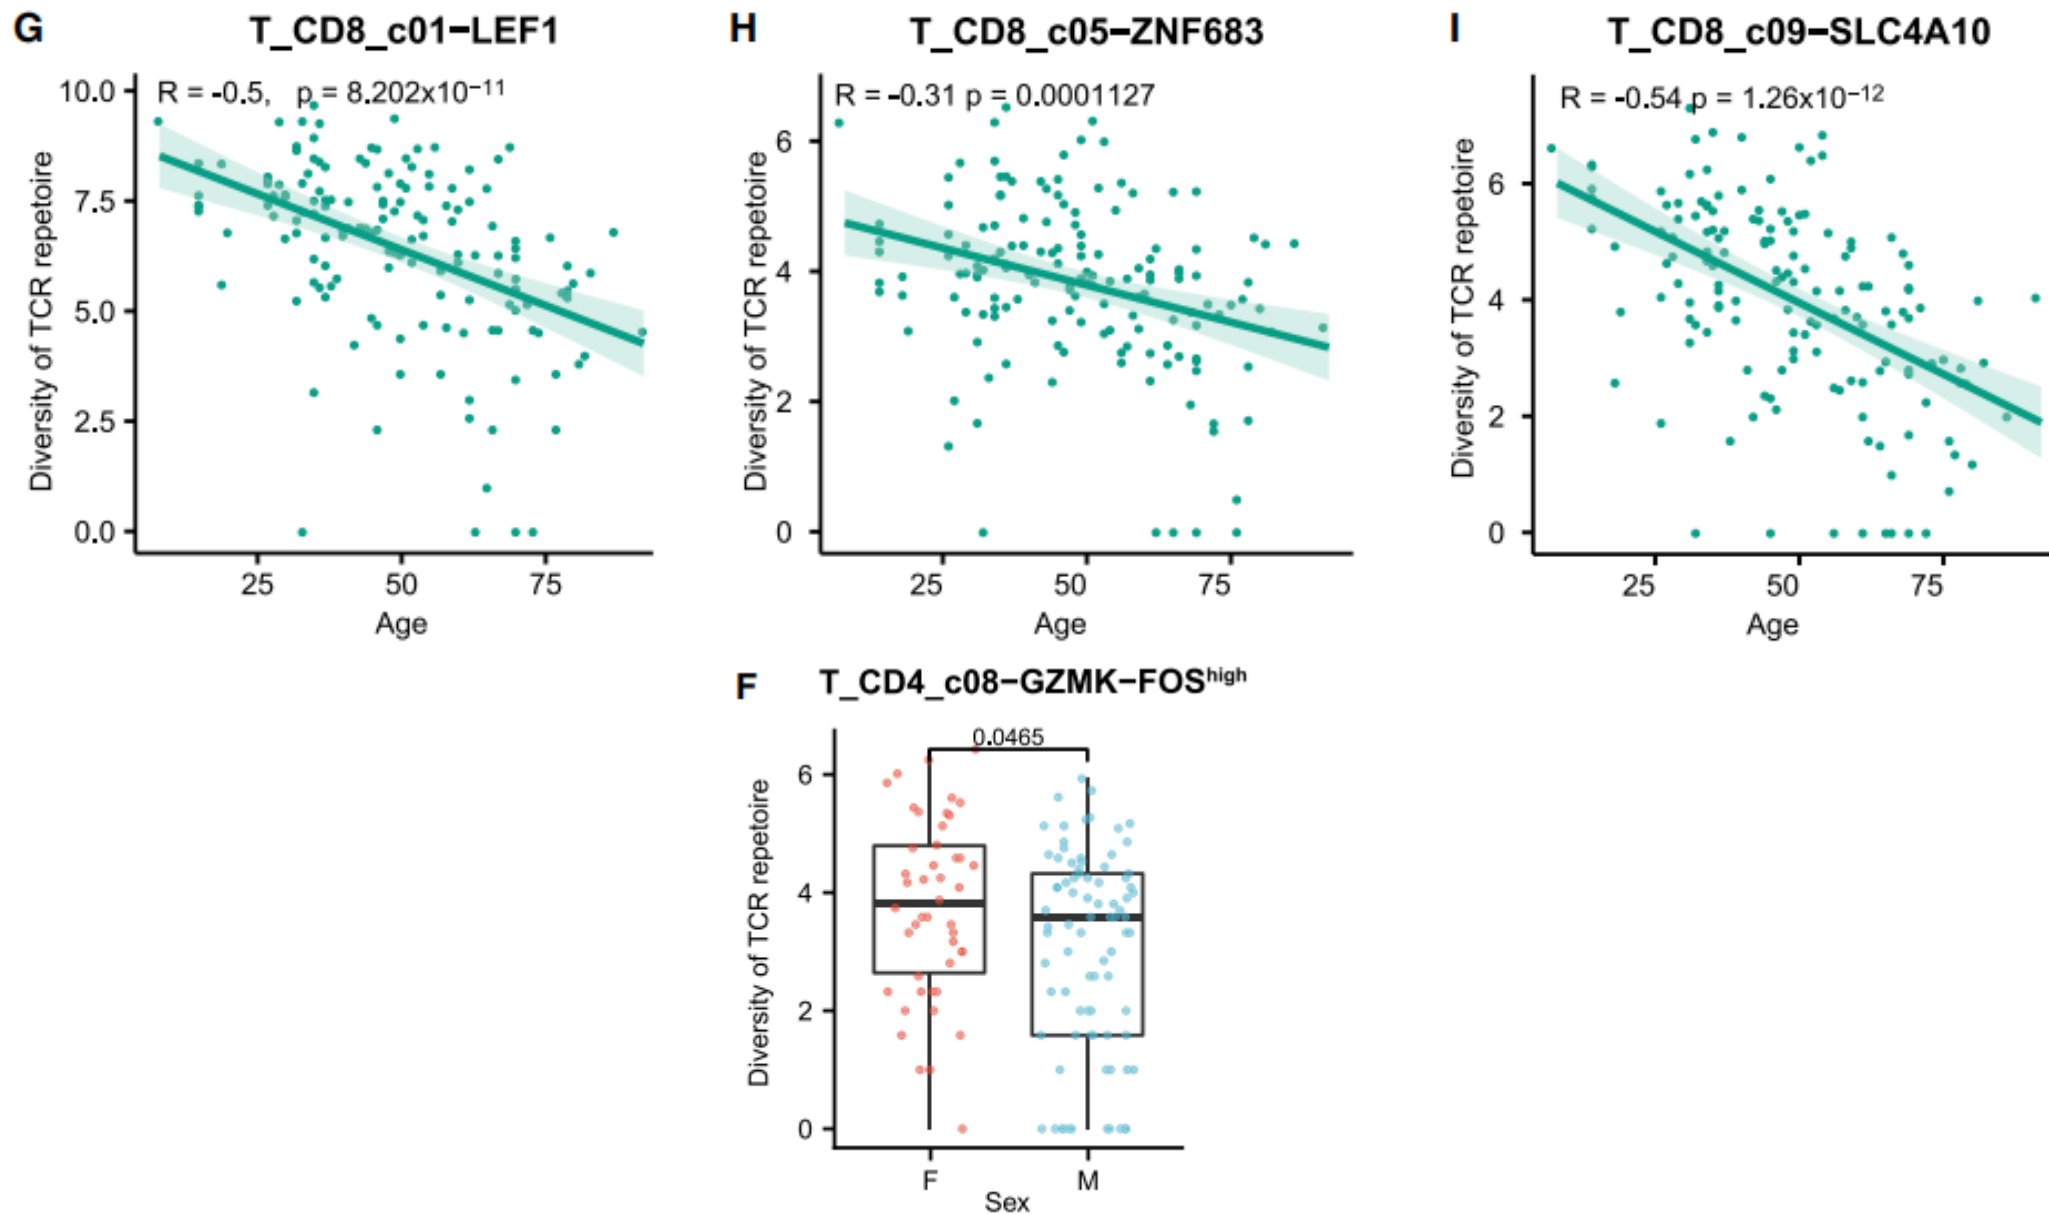 G T_CD8_c01−LEF1
R = -0.5, p = 8.202x10⁻¹¹
10.0
7.5
5.0
2.5
0.0
Diversity of TCR repetoire
25 50 75
Age
H T_CD8_c05−ZNF683
R = -0.31 p = 0.0001127
6
4
2
0
Diversity of TCR repetoire
25 50 75
Age
I T_CD8_c09−SLC4A10
R = -0.54 p = 1.26x10⁻¹²
6
4
2
0
Diversity of TCR repetoire
25 50 75
Age
F T_CD4_c08−GZMK−FOSʰⁱᵍʰ
0.0465
6
4
2
0
Diversity of TCR repetoire
F M
Sex